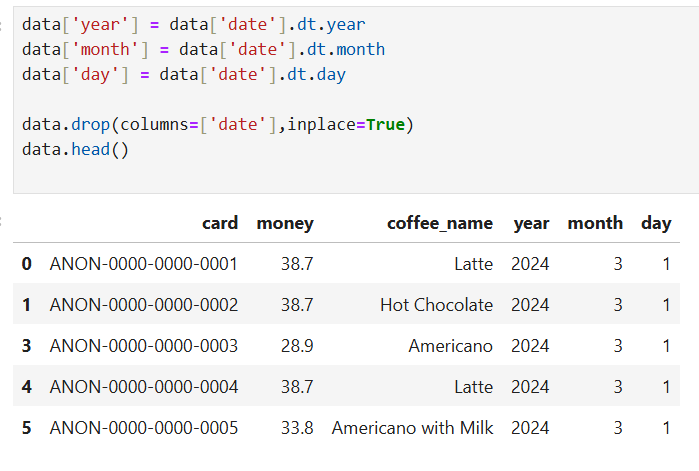 data['year'] = data['date'].dt.year
data['month'] = data['date'].dt.month
data['day'] = data['date'].dt.day
data.drop(columns=['date'],inplace=True)
data.head()
card money coffee_name year month day
0 ANON-0000-0000-0001 38.7 Latte 2024 3 1
1 ANON-0000-0000-0002 38.7 Hot Chocolate 2024 3 1
3 ANON-0000-0000-0003 28.9 Americano 2024 3 1
4 ANON-0000-0000-0004 38.7 Latte 2024 3 1
5 ANON-0000-0000-0005 33.8 Americano with Milk 2024 3 1